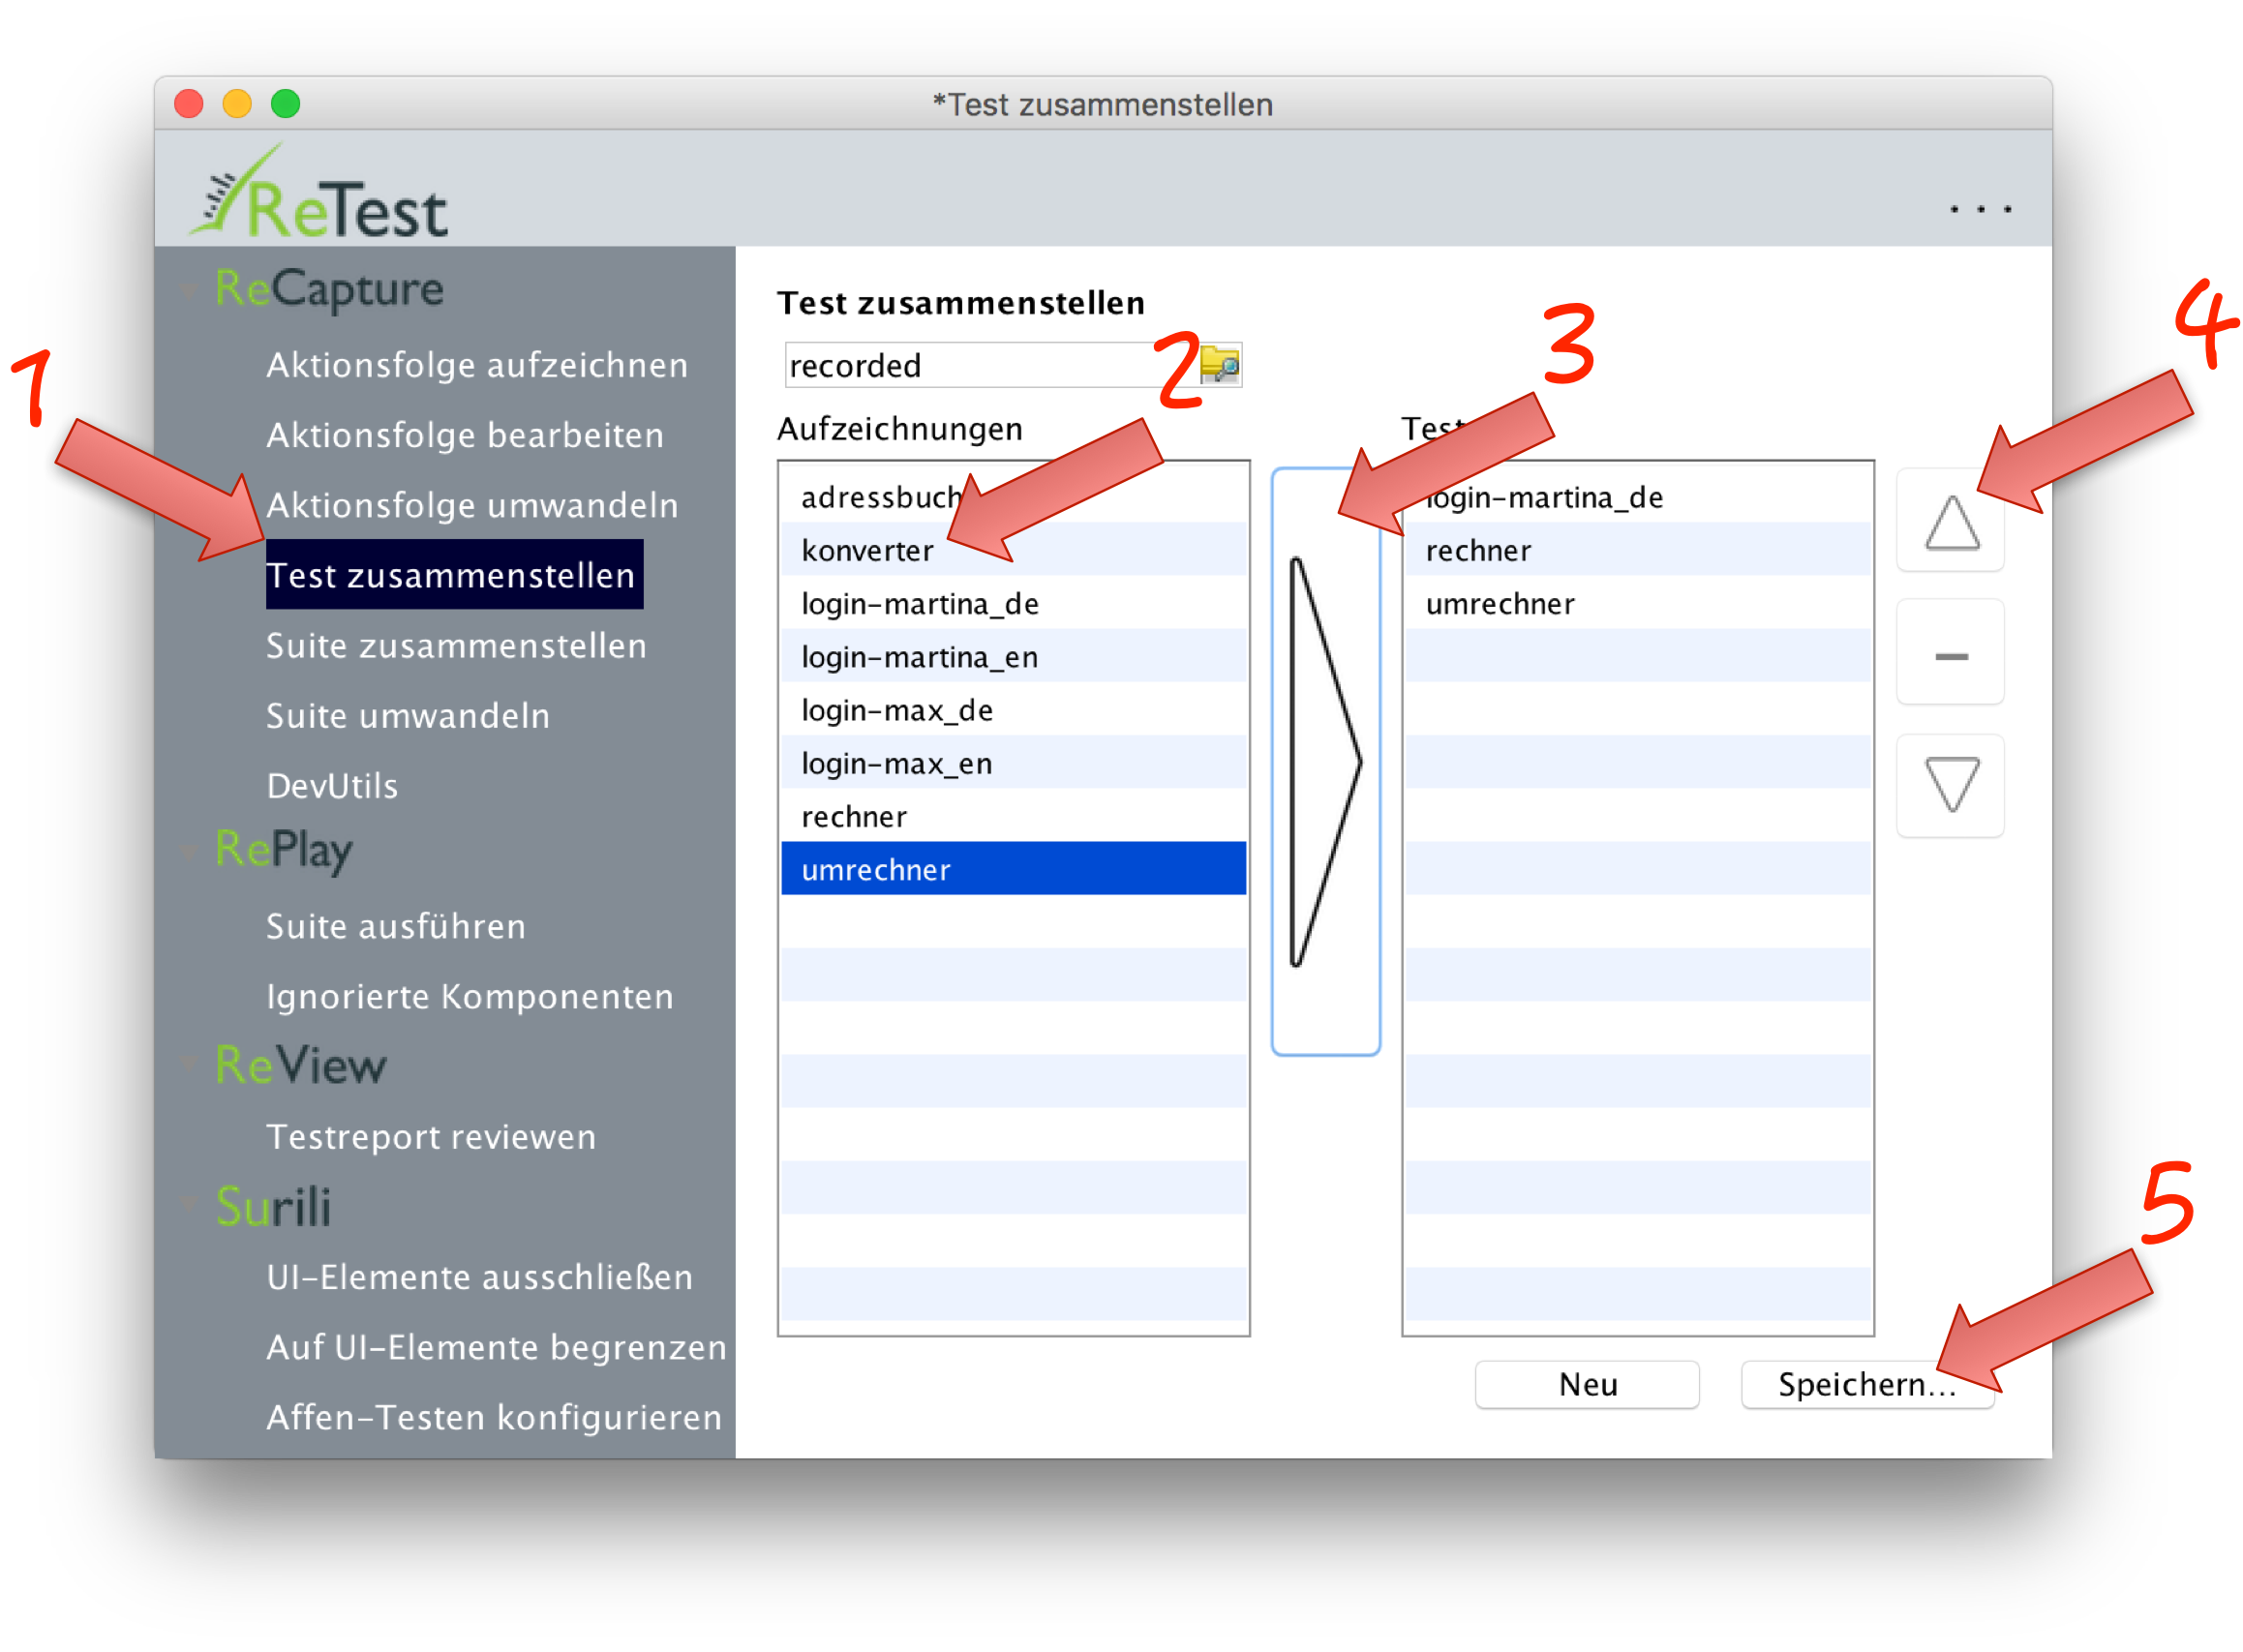 *Test zusammenstellen
ReTest
...
ReCapture
Aktionsfolge aufzeichnen
Aktionsfolge bearbeiten
Aktionsfolge umwandeln
Test zusammenstellen
Suite zusammenstellen
Suite umwandeln
DevUtils
RePlay
Suite ausführen
Ignorierte Komponenten
ReView
Testreport reviewen
Surili
UI-Elemente ausschließen
Auf UI-Elemente begrenzen
Affen-Testen konfigurieren
1
Test zusammenstellen
recorded
2
Aufzeichnungen
adressbuch
konverter
login-martina_de
login-martina_en
login-max_de
login-max_en
rechner
umrechner
3
Test
login-martina_de
rechner
umrechner
4
–
5
Neu
Speichern...